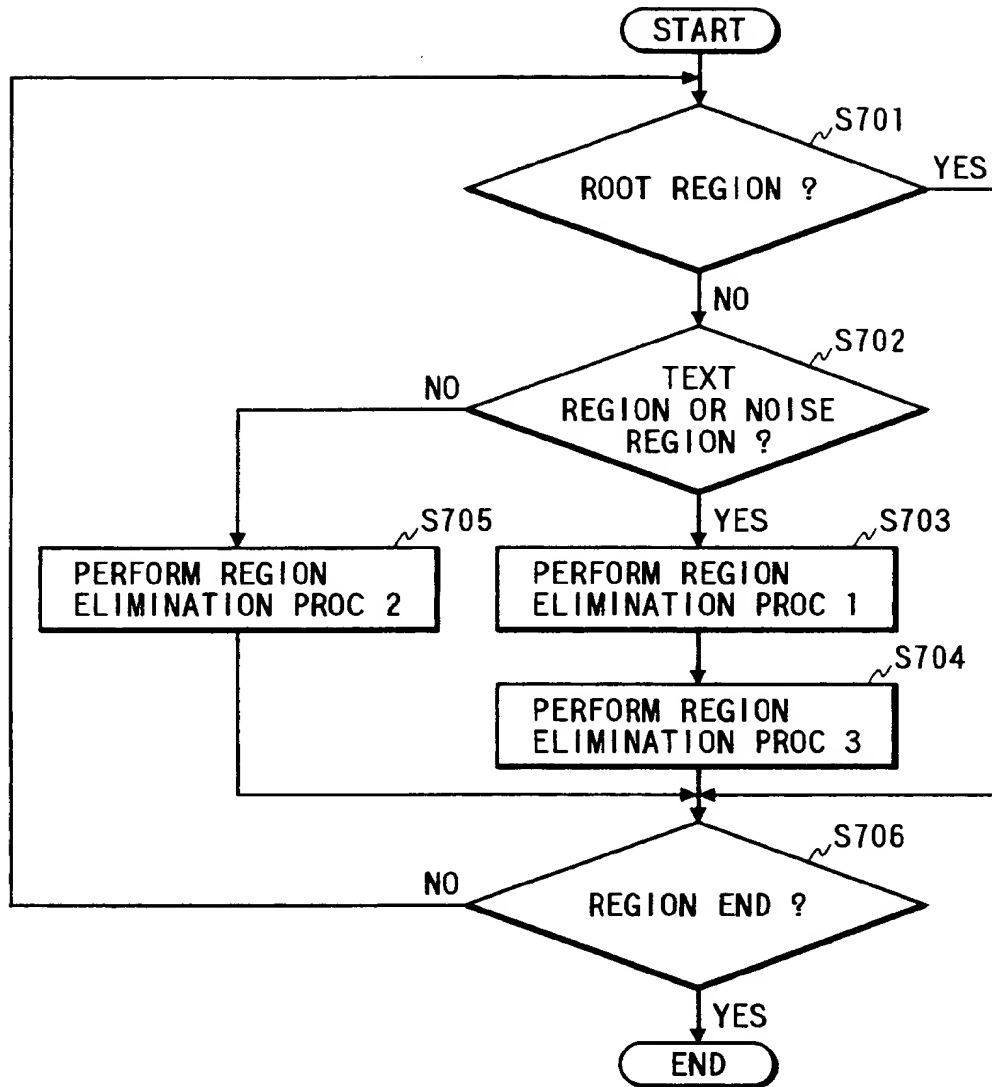 START
S701
ROOT REGION ?
YES
NO
S702
NO
TEXT
REGION OR NOISE
REGION ?
YES
S705
PERFORM REGION
ELIMINATION PROC 2
S703
PERFORM REGION
ELIMINATION PROC 1
S704
PERFORM REGION
ELIMINATION PROC 3
S706
NO
REGION END ?
YES
END